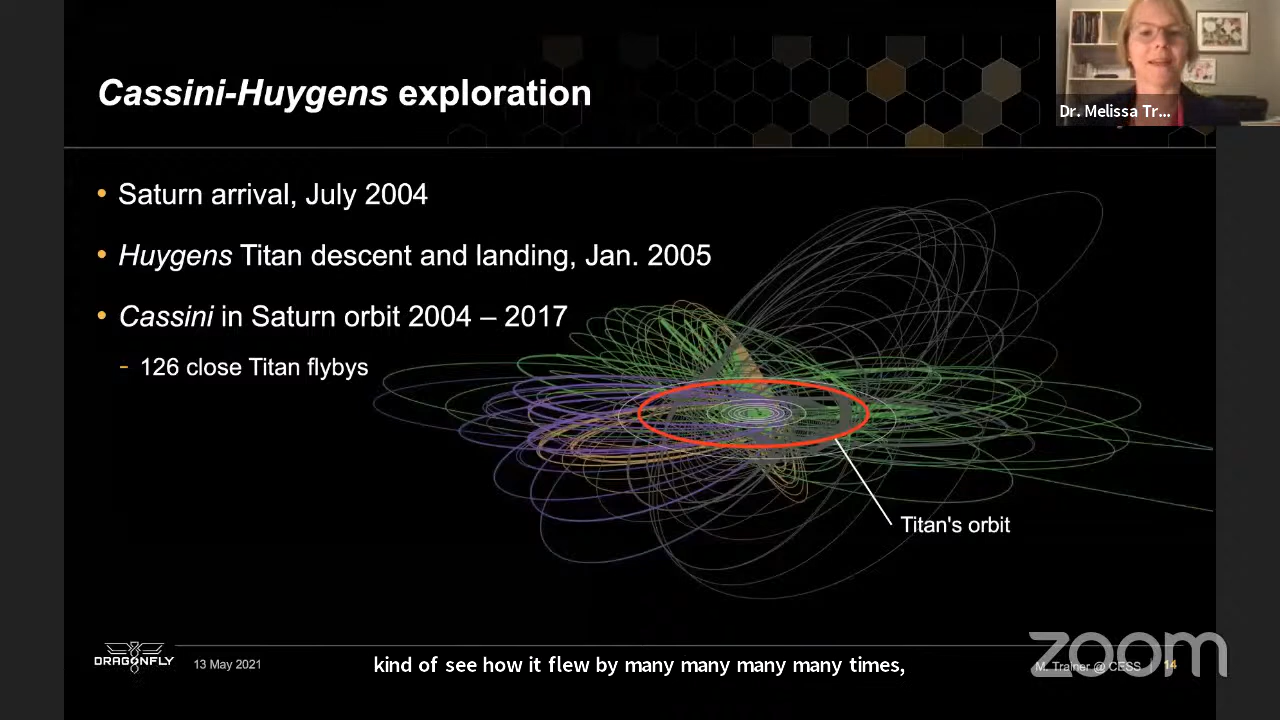 Cassini-Huygens exploration
Dr. Melissa Tr...
• Saturn arrival, July 2004
• Huygens Titan descent and landing, Jan. 2005
• Cassini in Saturn orbit 2004 – 2017
- 126 close Titan flybys
Titan's orbit
DRAGONFLY
13 May 2021
kind of see how it flew by many many many many times,
M. Trainer @ CESS | 14
zoom